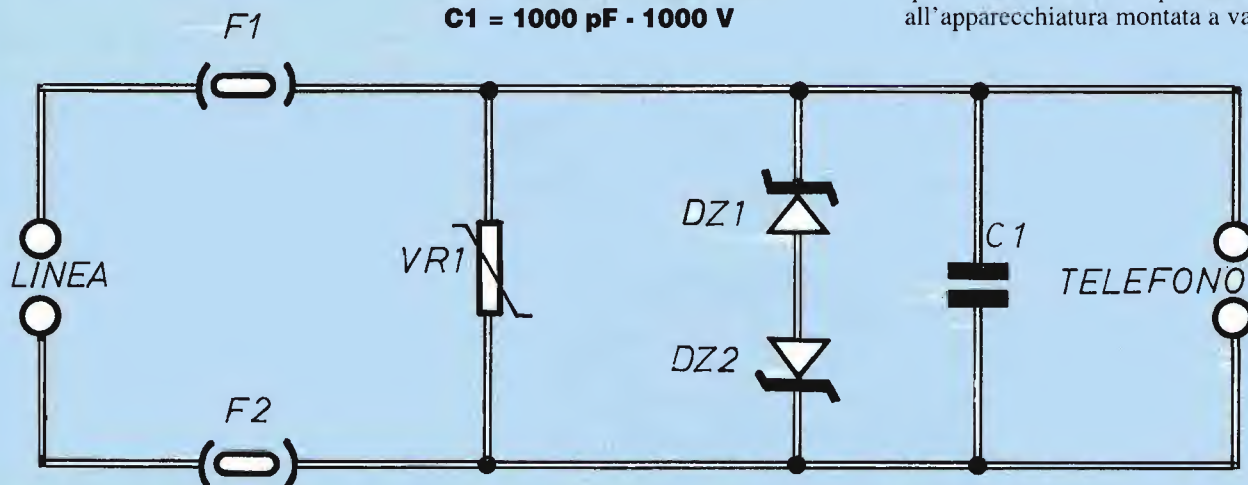 C1 = 1000 pF - 1000 V
all'apparecchiatura montata a va
F1
DZ1
C1
VR1
LINEA
TELEFONO
DZ2
F2